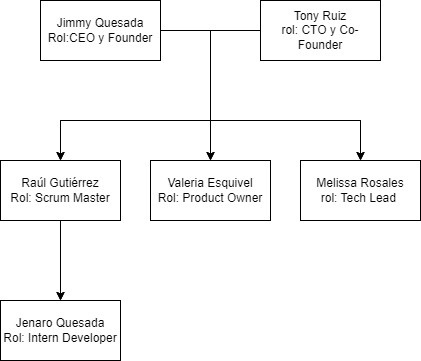 Jimmy Quesada
Rol:CEO y Founder
Tony Ruiz
rol: CTO y Co-
Founder
Raúl Gutiérrez
Rol: Scrum Master
Valeria Esquivel
Rol: Product Owner
Melissa Rosales
rol: Tech Lead
Jenaro Quesada
Rol: Intern Developer